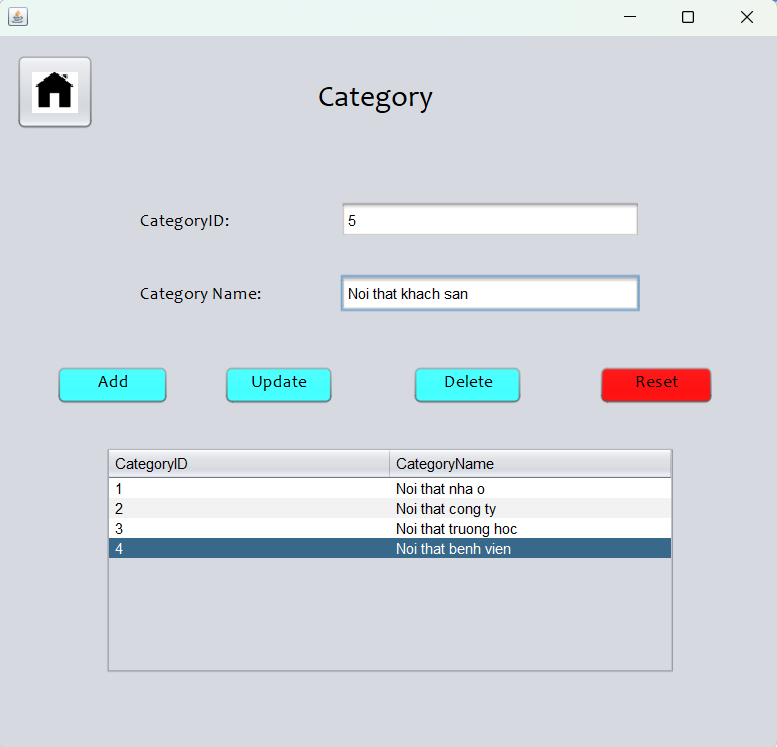 Category
CategoryID: 5
Category Name: Noi that khach san
Add Update Delete Reset
CategoryID CategoryName
1 Noi that nha o
2 Noi that cong ty
3 Noi that truong hoc
4 Noi that benh vien